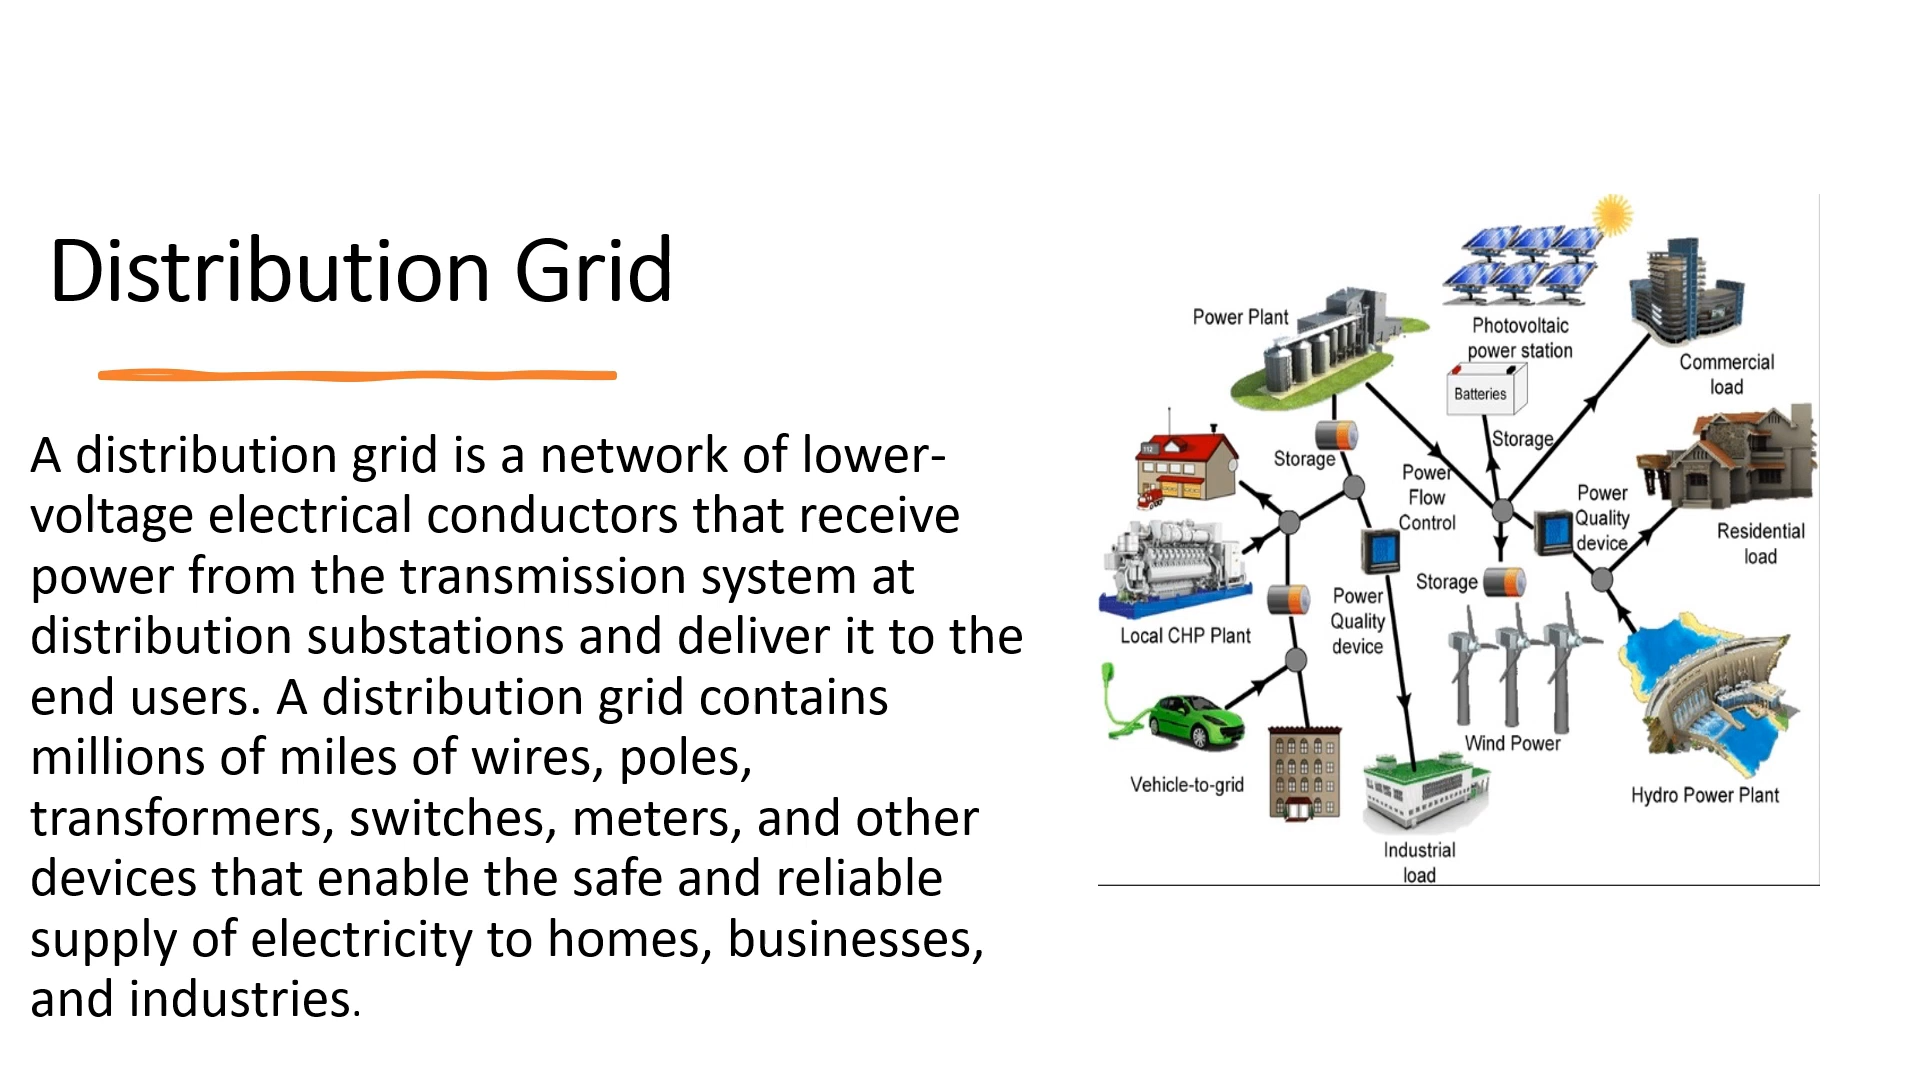 Distribution Grid
A distribution grid is a network of lower-
voltage electrical conductors that receive
power from the transmission system at
distribution substations and deliver it to the
end users. A distribution grid contains
millions of miles of wires, poles,
transformers, switches, meters, and other
devices that enable the safe and reliable
supply of electricity to homes, businesses,
and industries.
Power Plant
Photovoltaic
power station
Commercial
load
Batteries
Storage
Storage
112
Power
Flow
Control
Power
Quality
device
Residential
load
Storage
Power
Quality
device
Local CHP Plant
Wind Power
Vehicle-to-grid
Hydro Power Plant
Industrial
load